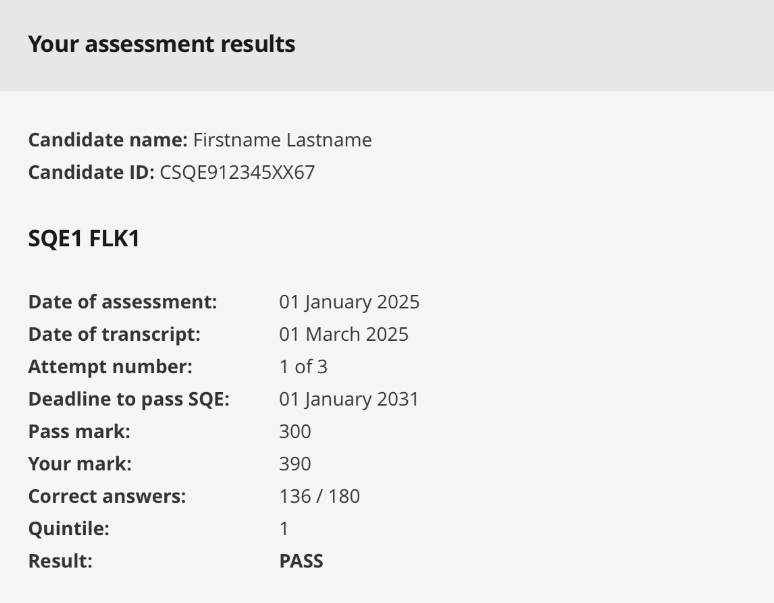 Your assessment results
Candidate name: Firstname Lastname
Candidate ID: CSQE912345XX67
SQE1 FLK1
Date of assessment: 01 January 2025
Date of transcript: 01 March 2025
Attempt number: 1 of 3
Deadline to pass SQE: 01 January 2031
Pass mark: 300
Your mark: 390
Correct answers: 136 / 180
Quintile: 1
Result: PASS